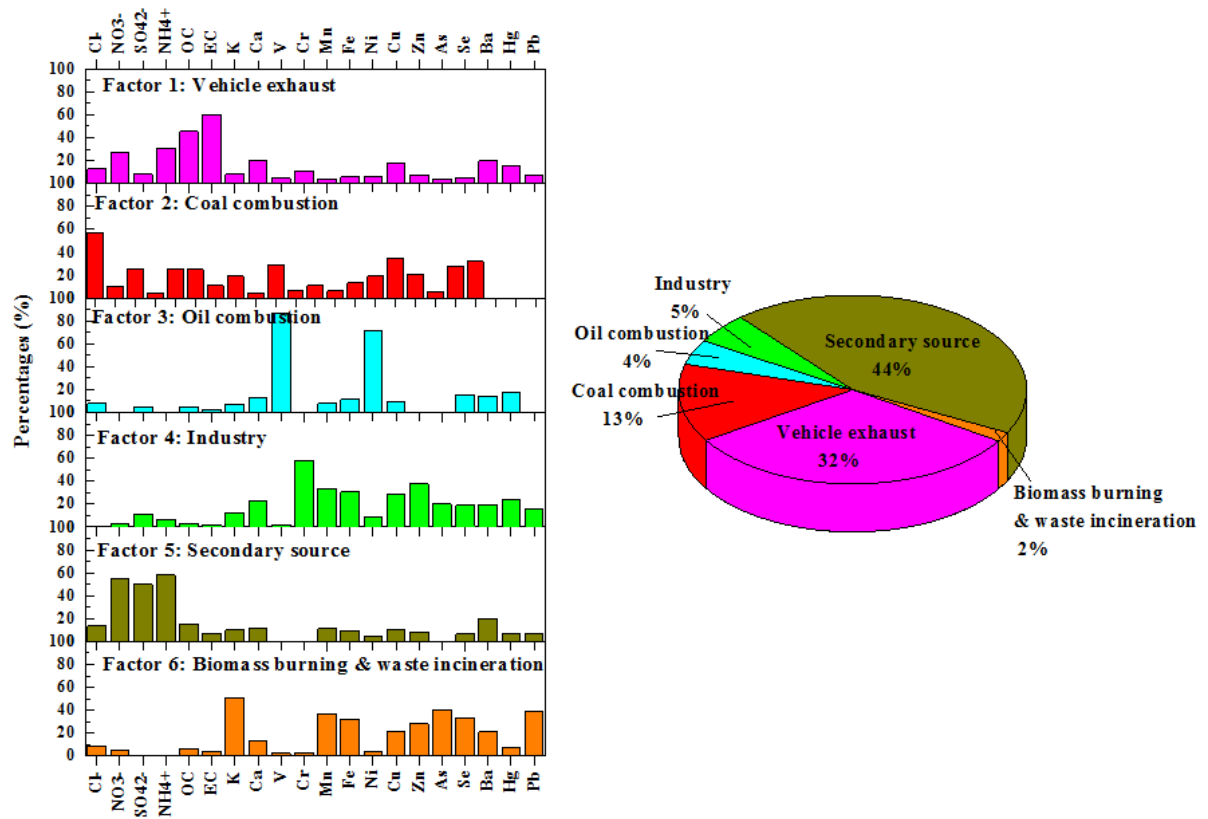 Cl- NO3- SO42- NH4+ OC EC K Ca V Cr Mn Fe Ni Cu Zn As Se Ba Hg Pb
Percentages (%)
100
Factor 1: Vehicle exhaust
80
60
40
20
100
Factor 2: Coal combustion
80
60
40
20
100
Factor 3: Oil combustion
80
60
40
20
100
Factor 4: Industry
80
60
40
20
100
Factor 5: Secondary source
80
60
40
20
100
Factor 6: Biomass burning & waste incineration
80
60
40
20
0
Cl- NO3- SO42- NH4+ OC EC K Ca V Cr Mn Fe Ni Cu Zn As Se Ba Hg Pb
Industry
5%
Oil combustion
4%
Coal combustion
13%
Secondary source
44%
Vehicle exhaust
32%
Biomass burning
& waste incineration
2%